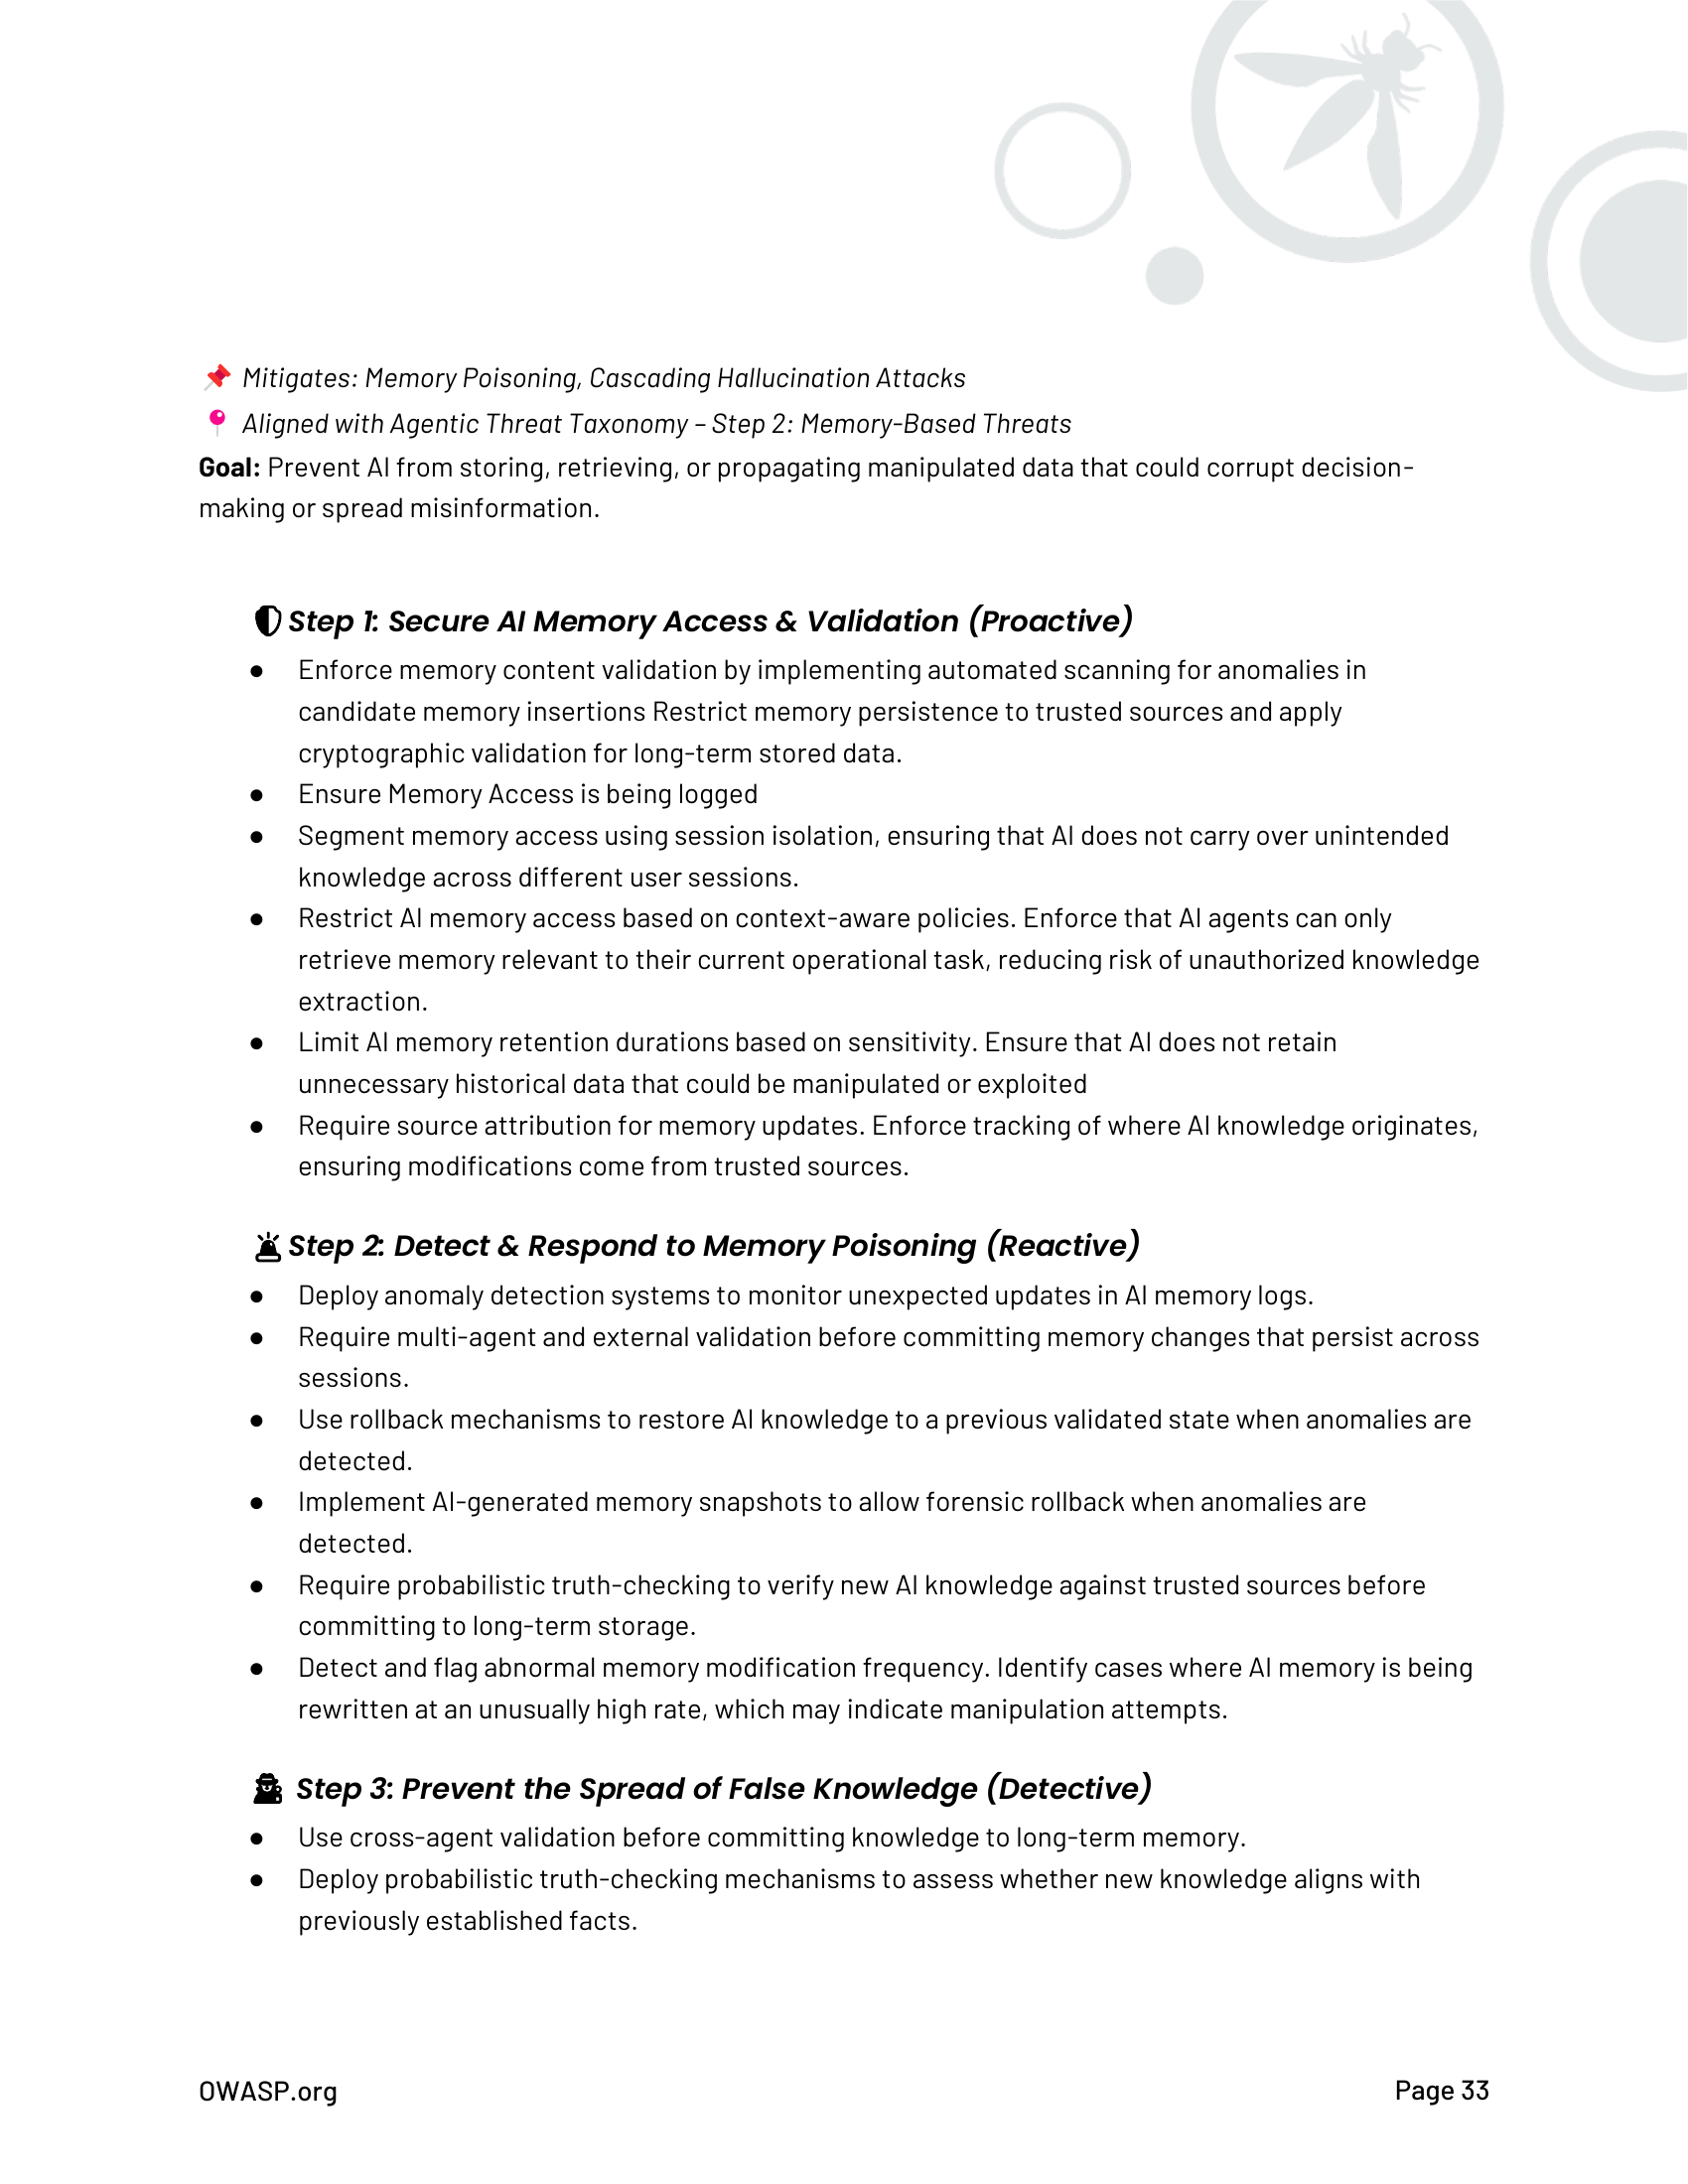 📌 Mitigates: Memory Poisoning, Cascading Hallucination Attacks
📍 Aligned with Agentic Threat Taxonomy – Step 2: Memory-Based Threats
Goal: Prevent AI from storing, retrieving, or propagating manipulated data that could corrupt decision-
making or spread misinformation.
Step 1: Secure AI Memory Access & Validation (Proactive)
● Enforce memory content validation by implementing automated scanning for anomalies in
candidate memory insertions Restrict memory persistence to trusted sources and apply
cryptographic validation for long-term stored data.
● Ensure Memory Access is being logged
● Segment memory access using session isolation, ensuring that AI does not carry over unintended
knowledge across different user sessions.
● Restrict AI memory access based on context-aware policies. Enforce that AI agents can only
retrieve memory relevant to their current operational task, reducing risk of unauthorized knowledge
extraction.
● Limit AI memory retention durations based on sensitivity. Ensure that AI does not retain
unnecessary historical data that could be manipulated or exploited
● Require source attribution for memory updates. Enforce tracking of where AI knowledge originates,
ensuring modifications come from trusted sources.
Step 2: Detect & Respond to Memory Poisoning (Reactive)
● Deploy anomaly detection systems to monitor unexpected updates in AI memory logs.
● Require multi-agent and external validation before committing memory changes that persist across
sessions.
● Use rollback mechanisms to restore AI knowledge to a previous validated state when anomalies are
detected.
● Implement AI-generated memory snapshots to allow forensic rollback when anomalies are
detected.
● Require probabilistic truth-checking to verify new AI knowledge against trusted sources before
committing to long-term storage.
● Detect and flag abnormal memory modification frequency. Identify cases where AI memory is being
rewritten at an unusually high rate, which may indicate manipulation attempts.
Step 3: Prevent the Spread of False Knowledge (Detective)
● Use cross-agent validation before committing knowledge to long-term memory.
● Deploy probabilistic truth-checking mechanisms to assess whether new knowledge aligns with
previously established facts.
OWASP.org
Page 33